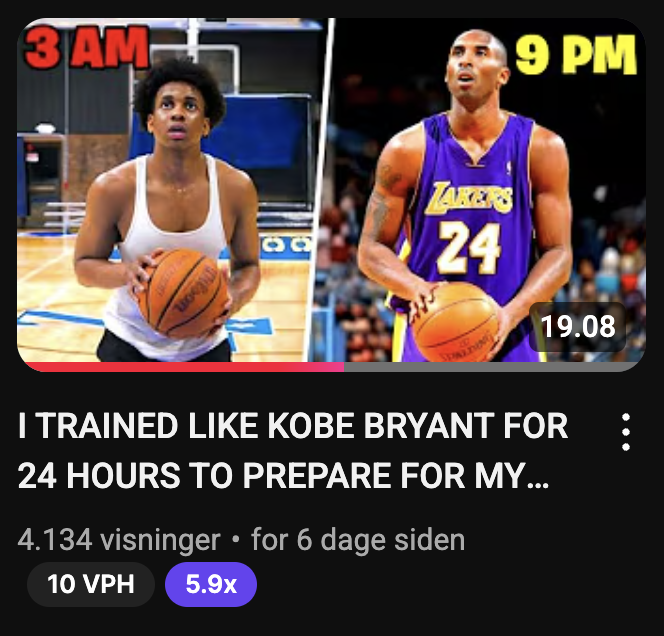 3 AM
9 PM
LAKERS
24
Wilson
19.08
I TRAINED LIKE KOBE BRYANT FOR
24 HOURS TO PREPARE FOR MY...
4.134 visninger • for 6 dage siden
10 VPH 5.9x